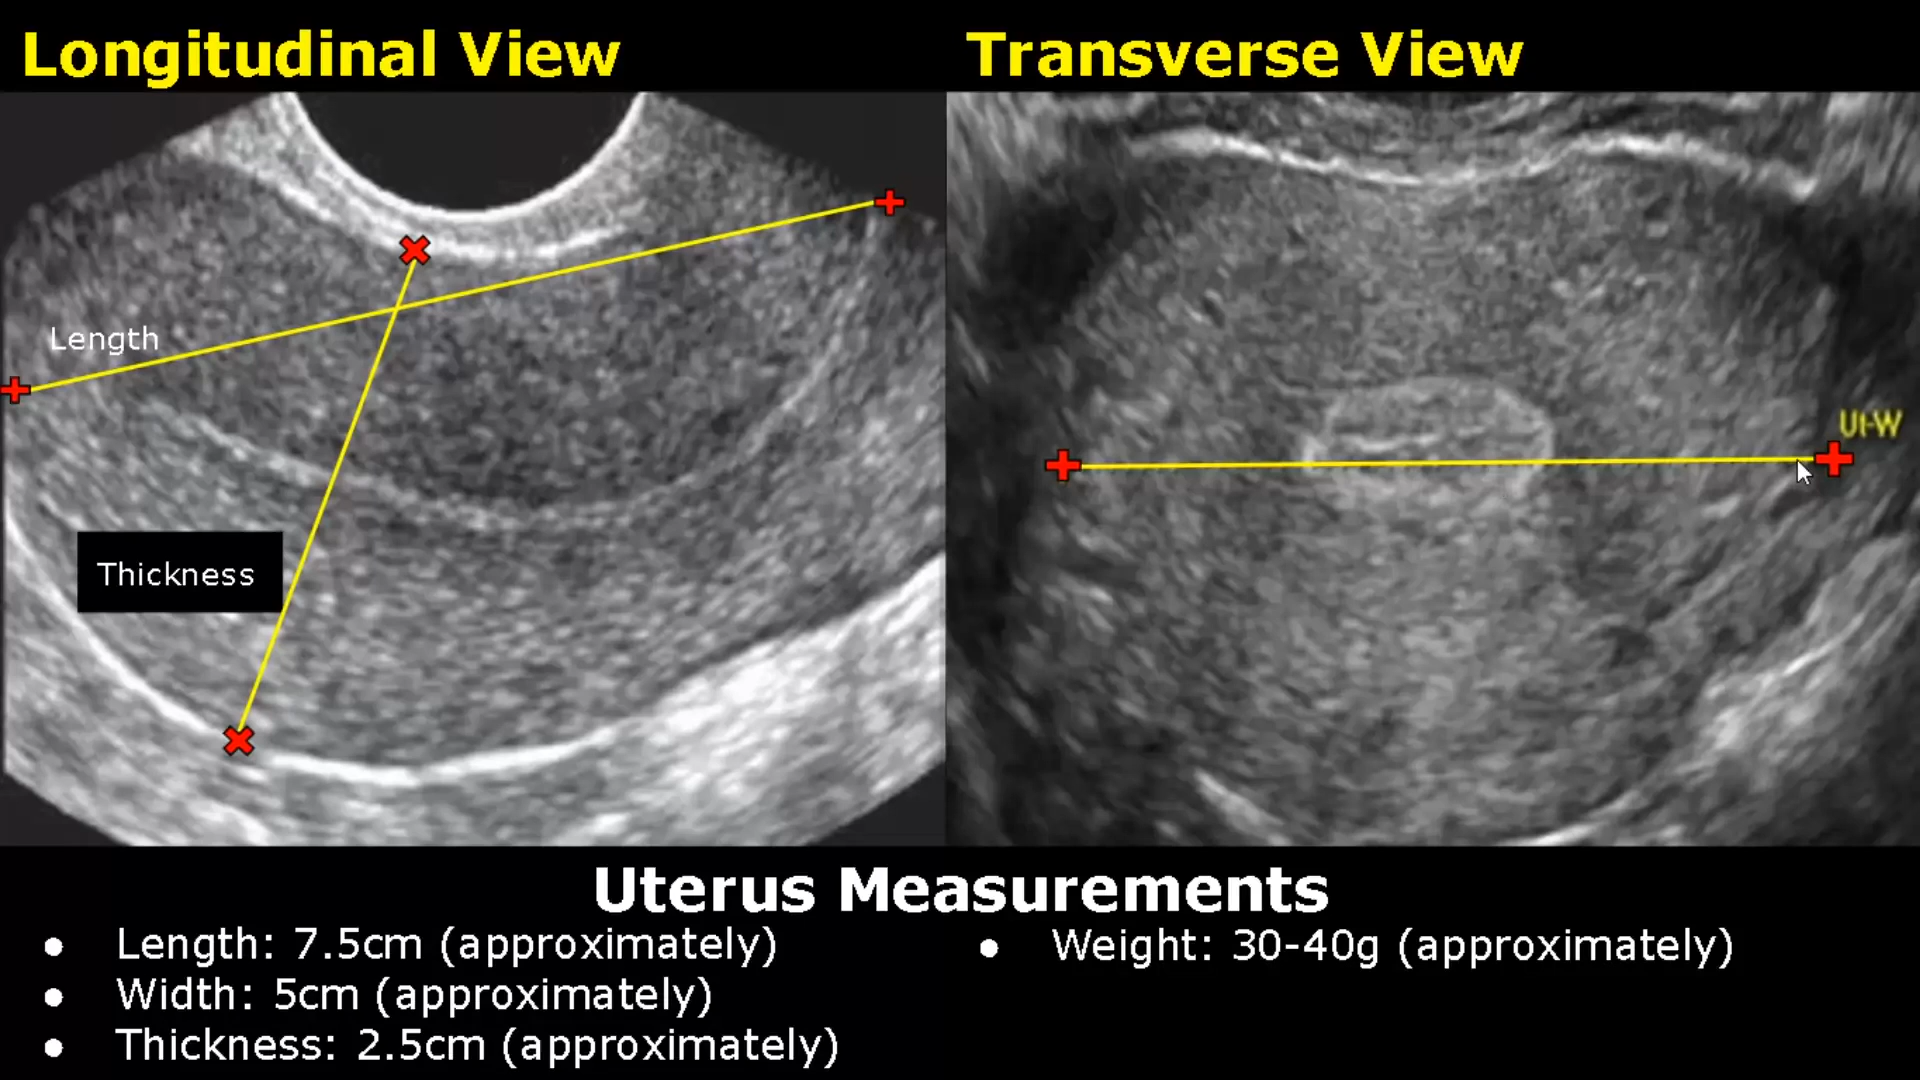 Longitudinal View
Transverse View
Length
Thickness
Ut-W
Uterus Measurements
• Length: 7.5cm (approximately)
• Width: 5cm (approximately)
• Thickness: 2.5cm (approximately)
• Weight: 30-40g (approximately)